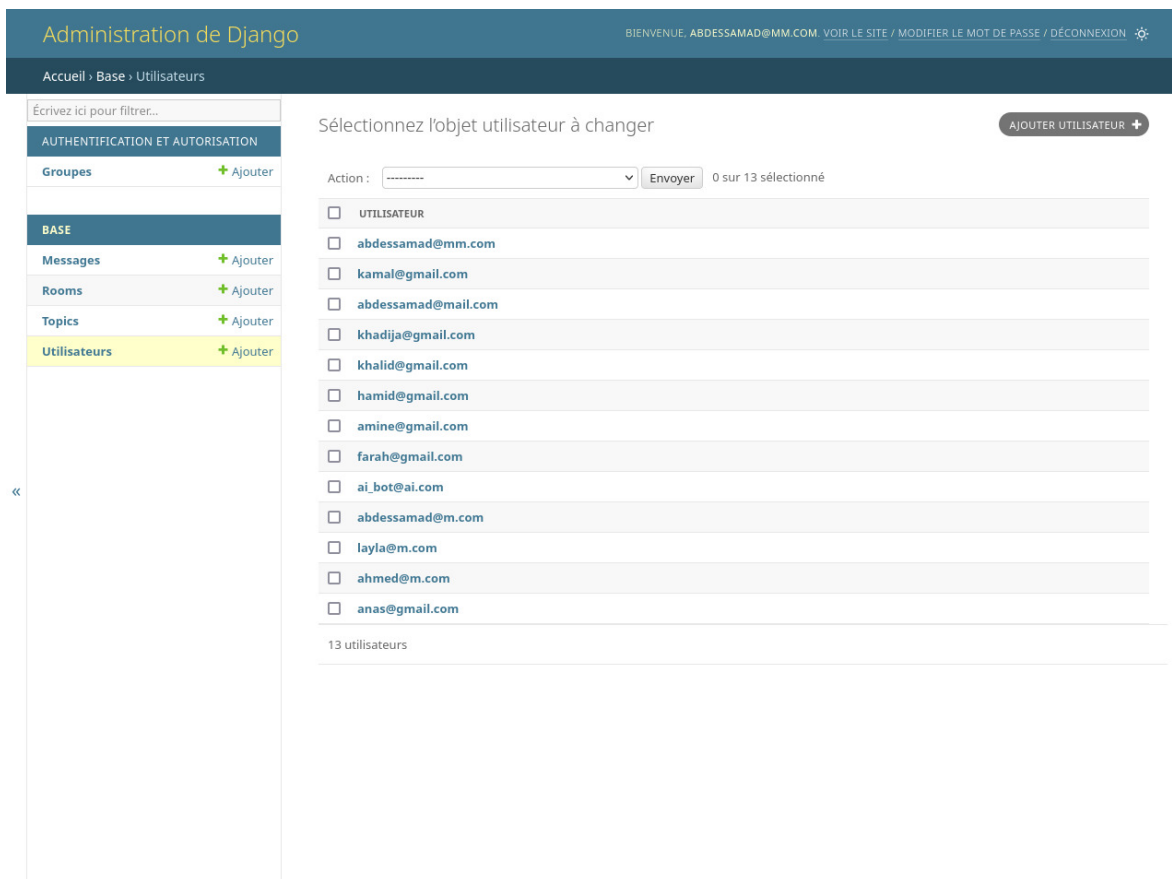 Administration de Django
BIENVENUE, ABDESSAMAD@MM.COM. VOIR LE SITE / MODIFIER LE MOT DE PASSE / DÉCONNEXION
Accueil › Base › Utilisateurs
Écrivez ici pour filtrer…
AUTHENTIFICATION ET AUTORISATION
Groupes + Ajouter
BASE
Messages + Ajouter
Rooms + Ajouter
Topics + Ajouter
Utilisateurs + Ajouter
«
Sélectionnez l’objet utilisateur à changer
AJOUTER UTILISATEUR +
Action : --------- Envoyer 0 sur 13 sélectionné
UTILISATEUR
abdessamad@mm.com
kamal@gmail.com
abdessamad@mail.com
khadija@gmail.com
khalid@gmail.com
hamid@gmail.com
amine@gmail.com
farah@gmail.com
ai_bot@ai.com
abdessamad@m.com
layla@m.com
ahmed@m.com
anas@gmail.com
13 utilisateurs